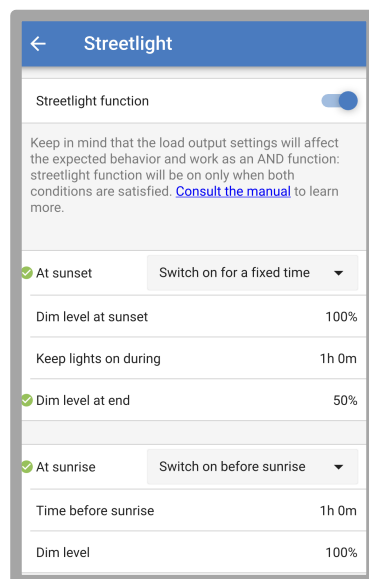 Streetlight
Streetlight function
Keep in mind that the load output settings will affect
the expected behavior and work as an AND function:
streetlight function will be on only when both
conditions are satisfied. Consult the manual to learn
more.
At sunset Switch on for a fixed time
Dim level at sunset 100%
Keep lights on during 1h 0m
Dim level at end 50%
At sunrise Switch on before sunrise
Time before sunrise 1h 0m
Dim level 100%